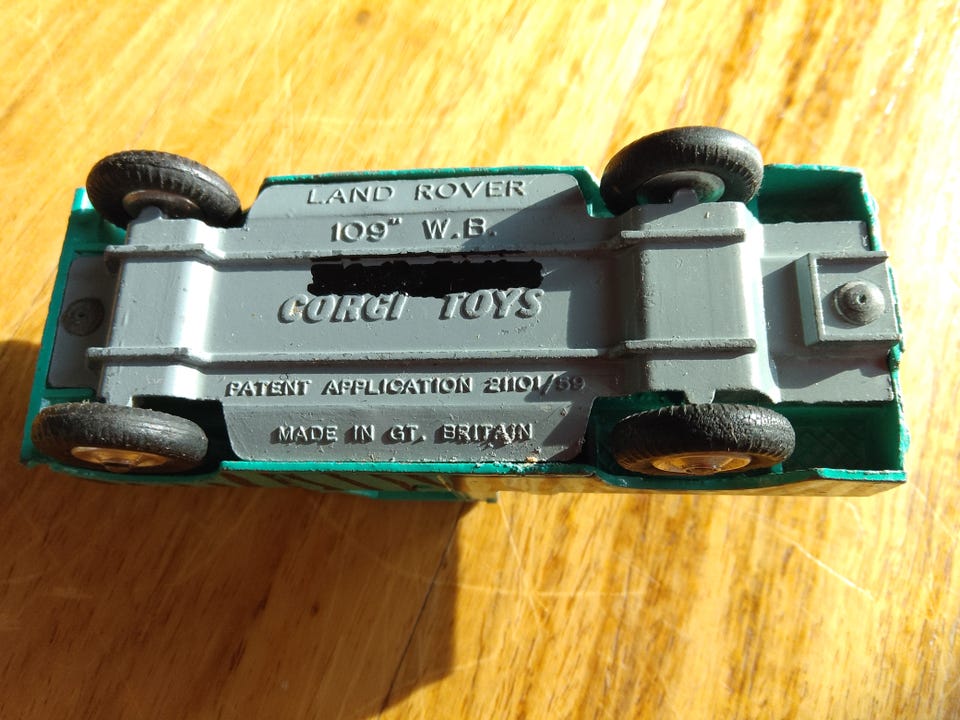 LAND ROVER
109" W.B.
CORGI TOYS
PATENT APPLICATION 21101/59
MADE IN GT. BRITAIN